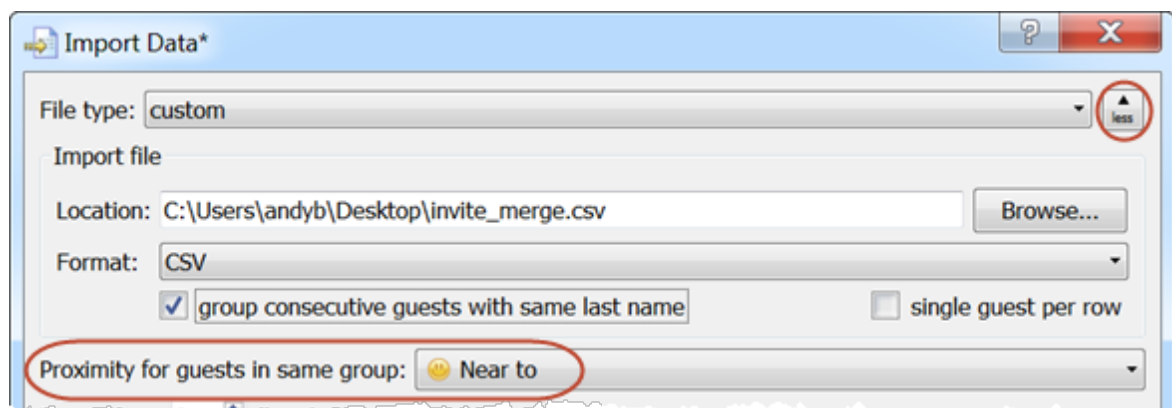 Import Data*
?
X
File type: custom
less
Import file
Location: C:\Users\andyb\Desktop\invite_merge.csv Browse...
Format: CSV
group consecutive guests with same last name single guest per row
Proximity for guests in same group: Near to